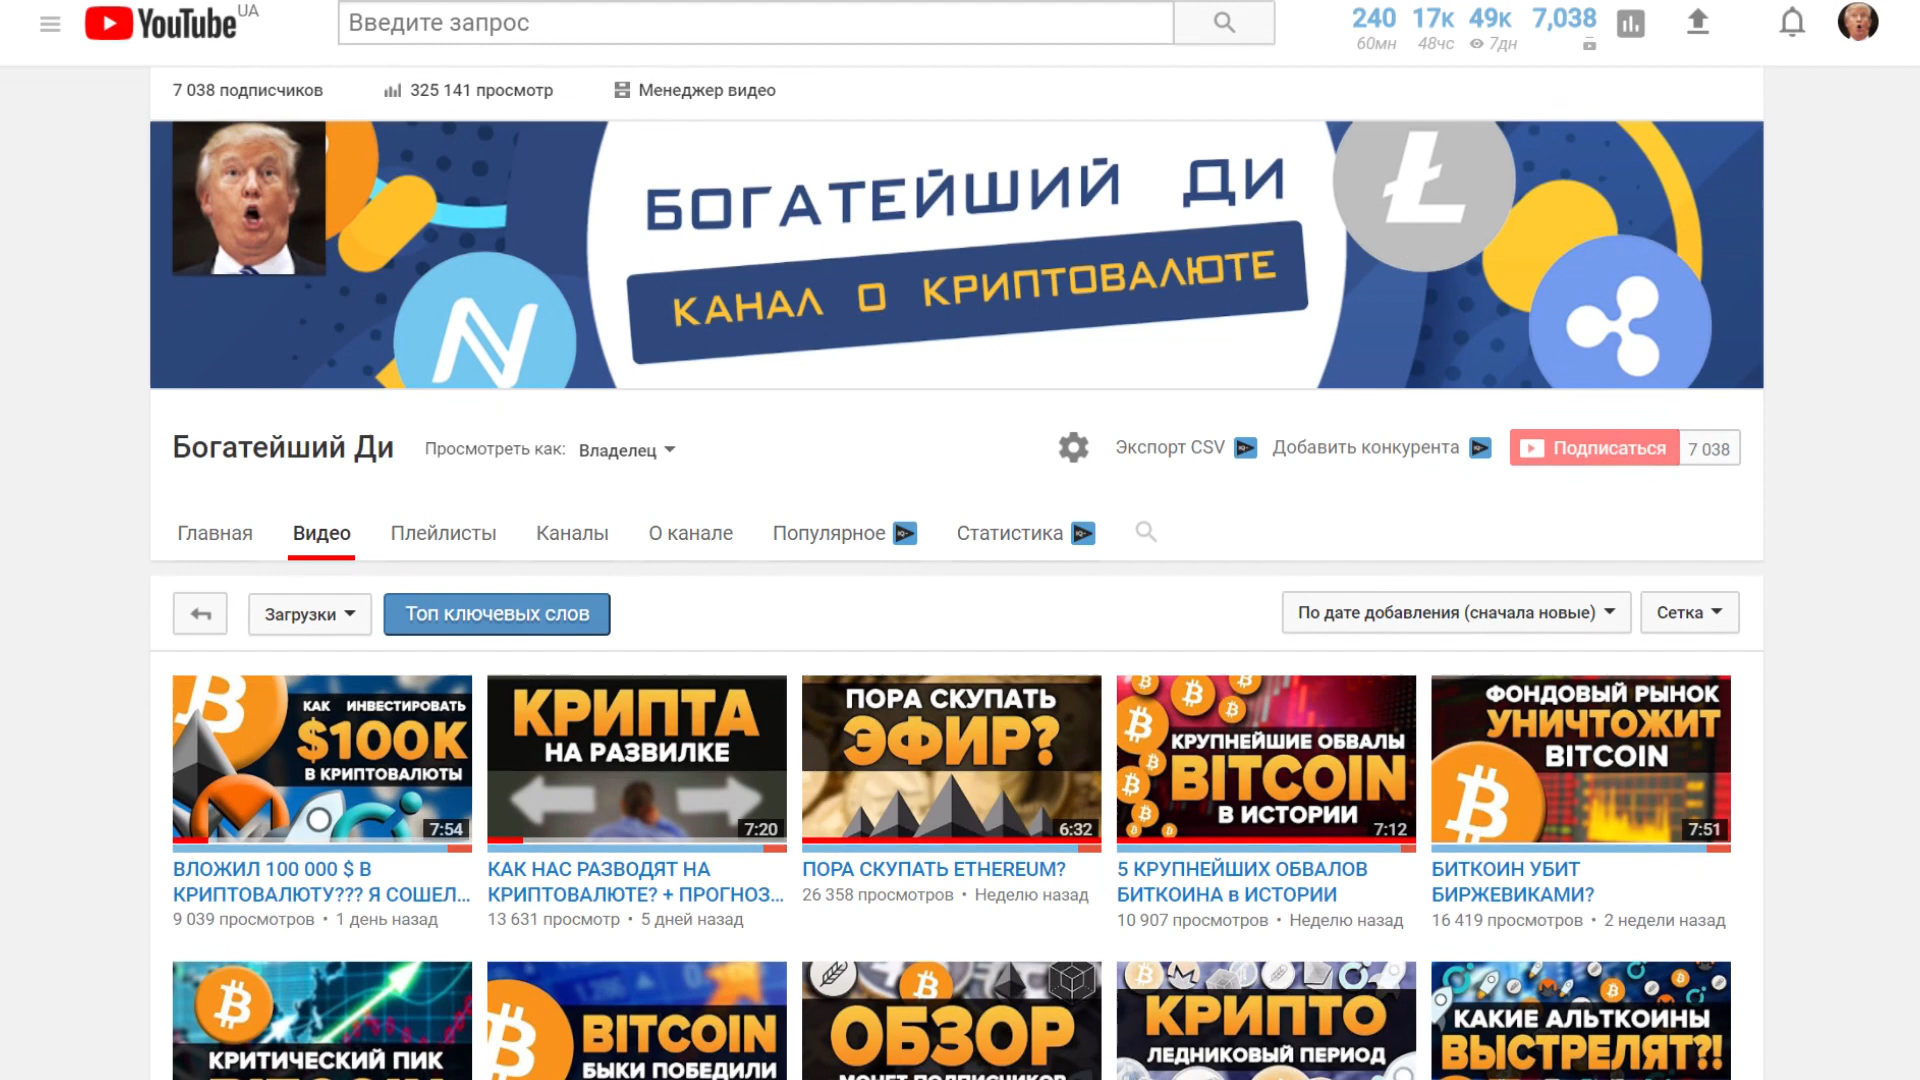 YouTube UA
Введите запрос
240 17к 49к 7,038
60мн 48чс 7дн
7 038 подписчиков 325 141 просмотр Менеджер видео
БОГАТЕЙШИЙ ДИ
КАНАЛ О КРИПТОВАЛЮТЕ
Богатейший Ди Просмотреть как: Владелец
Экспорт CSV Добавить конкурента Подписаться 7 038
Главная Видео Плейлисты Каналы О канале Популярное Статистика
Загрузки Топ ключевых слов По дате добавления (сначала новые) Сетка
КАК ИНВЕСТИРОВАТЬ
$100K
В КРИПТОВАЛЮТЫ
7:54
ВЛОЖИЛ 100 000 $ В
КРИПТОВАЛЮТУ??? Я СОШЕЛ...
9 039 просмотров • 1 день назад
КРИПТА
НА РАЗВИЛКЕ
7:20
КАК НАС РАЗВОДЯТ НА
КРИПТОВАЛЮТЕ? + ПРОГНОЗ...
13 631 просмотр • 5 дней назад
ПОРА СКУПАТЬ
ЭФИР?
6:32
ПОРА СКУПАТЬ ETHEREUM?
26 358 просмотров • Неделю назад
КРУПНЕЙШИЕ ОБВАЛЫ
BITCOIN
В ИСТОРИИ
7:12
5 КРУПНЕЙШИХ ОБВАЛОВ
БИТКОИНА в ИСТОРИИ
10 907 просмотров • Неделю назад
ФОНДОВЫЙ РЫНОК
УНИЧТОЖИТ
BITCOIN
7:51
БИТКОИН УБИТ
БИРЖЕВИКАМИ?
16 419 просмотров • 2 недели назад
КРИТИЧЕСКИЙ ПИК
BITCOIN
BITCOIN
БЫКИ ПОБЕДИЛИ
ОБЗОР
МОНЕТ ПОДПИСЧИКОВ
КРИПТО
ЛЕДНИКОВЫЙ ПЕРИОД
КАКИЕ АЛЬТКОИНЫ
ВЫСТРЕЛЯТ?!